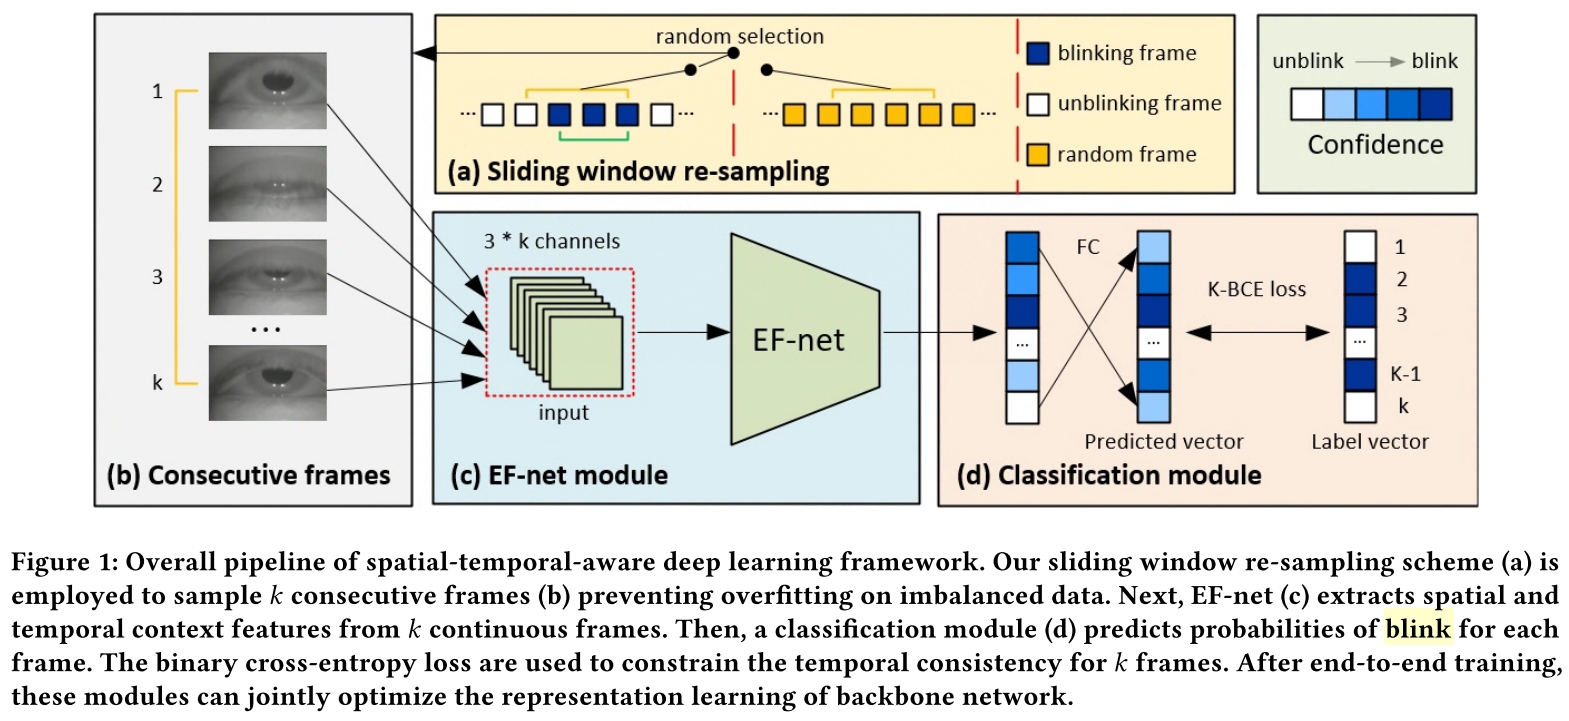 random selection
blinking frame
unblinking frame
random frame
(a) Sliding window re-sampling
unblink
blink
Confidence
1
2
3
...
k
(b) Consecutive frames
3 * k channels
input
EF-net
(c) EF-net module
FC
K-BCE loss
1
2
3
K-1
k
...
...
...
Predicted vector
Label vector
(d) Classification module
Figure 1: Overall pipeline of spatial-temporal-aware deep learning framework. Our sliding window re-sampling scheme (a) is
employed to sample k consecutive frames (b) preventing overfitting on imbalanced data. Next, EF-net (c) extracts spatial and
temporal context features from k continuous frames. Then, a classification module (d) predicts probabilities of blink for each
frame. The binary cross-entropy loss are used to constrain the temporal consistency for k frames. After end-to-end training,
these modules can jointly optimize the representation learning of backbone network.